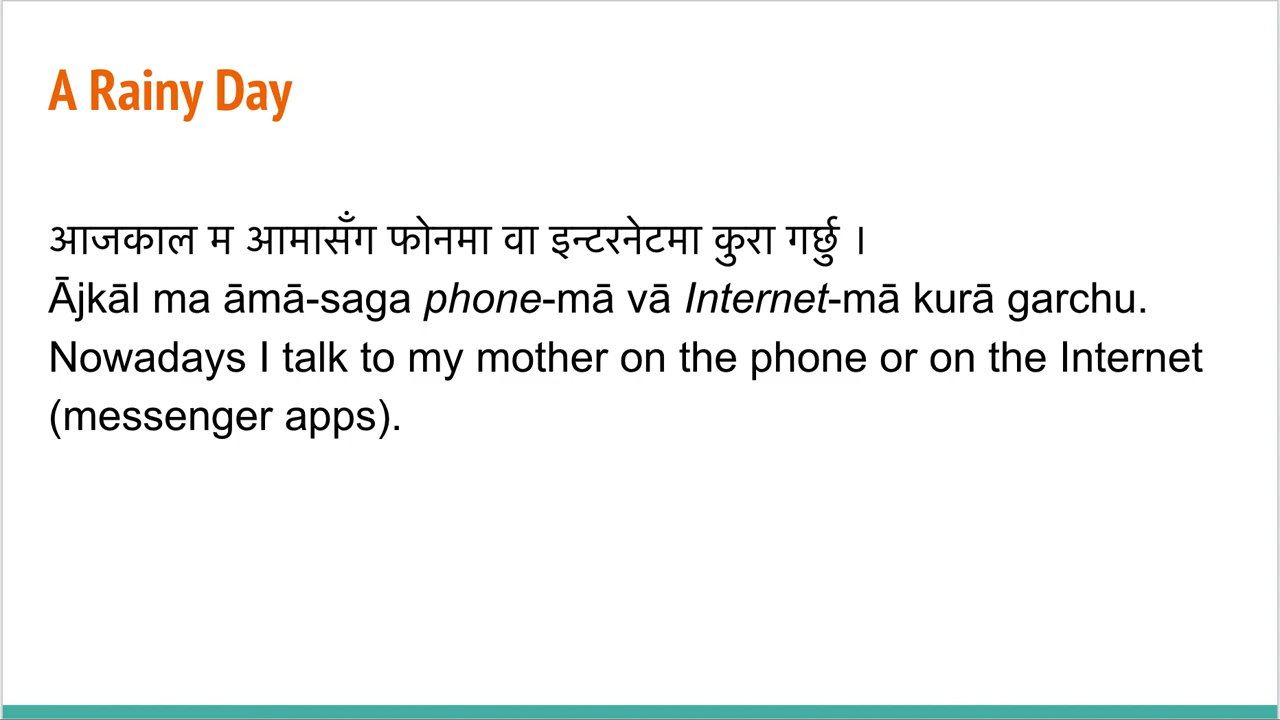 A Rainy Day
आजकाल म आमासँग फोनमा वा इन्टरनेटमा कुरा गर्छु ।
Ājkāl ma āmā-saga phone-mā vā Internet-mā kurā garchu.
Nowadays I talk to my mother on the phone or on the Internet
(messenger apps).